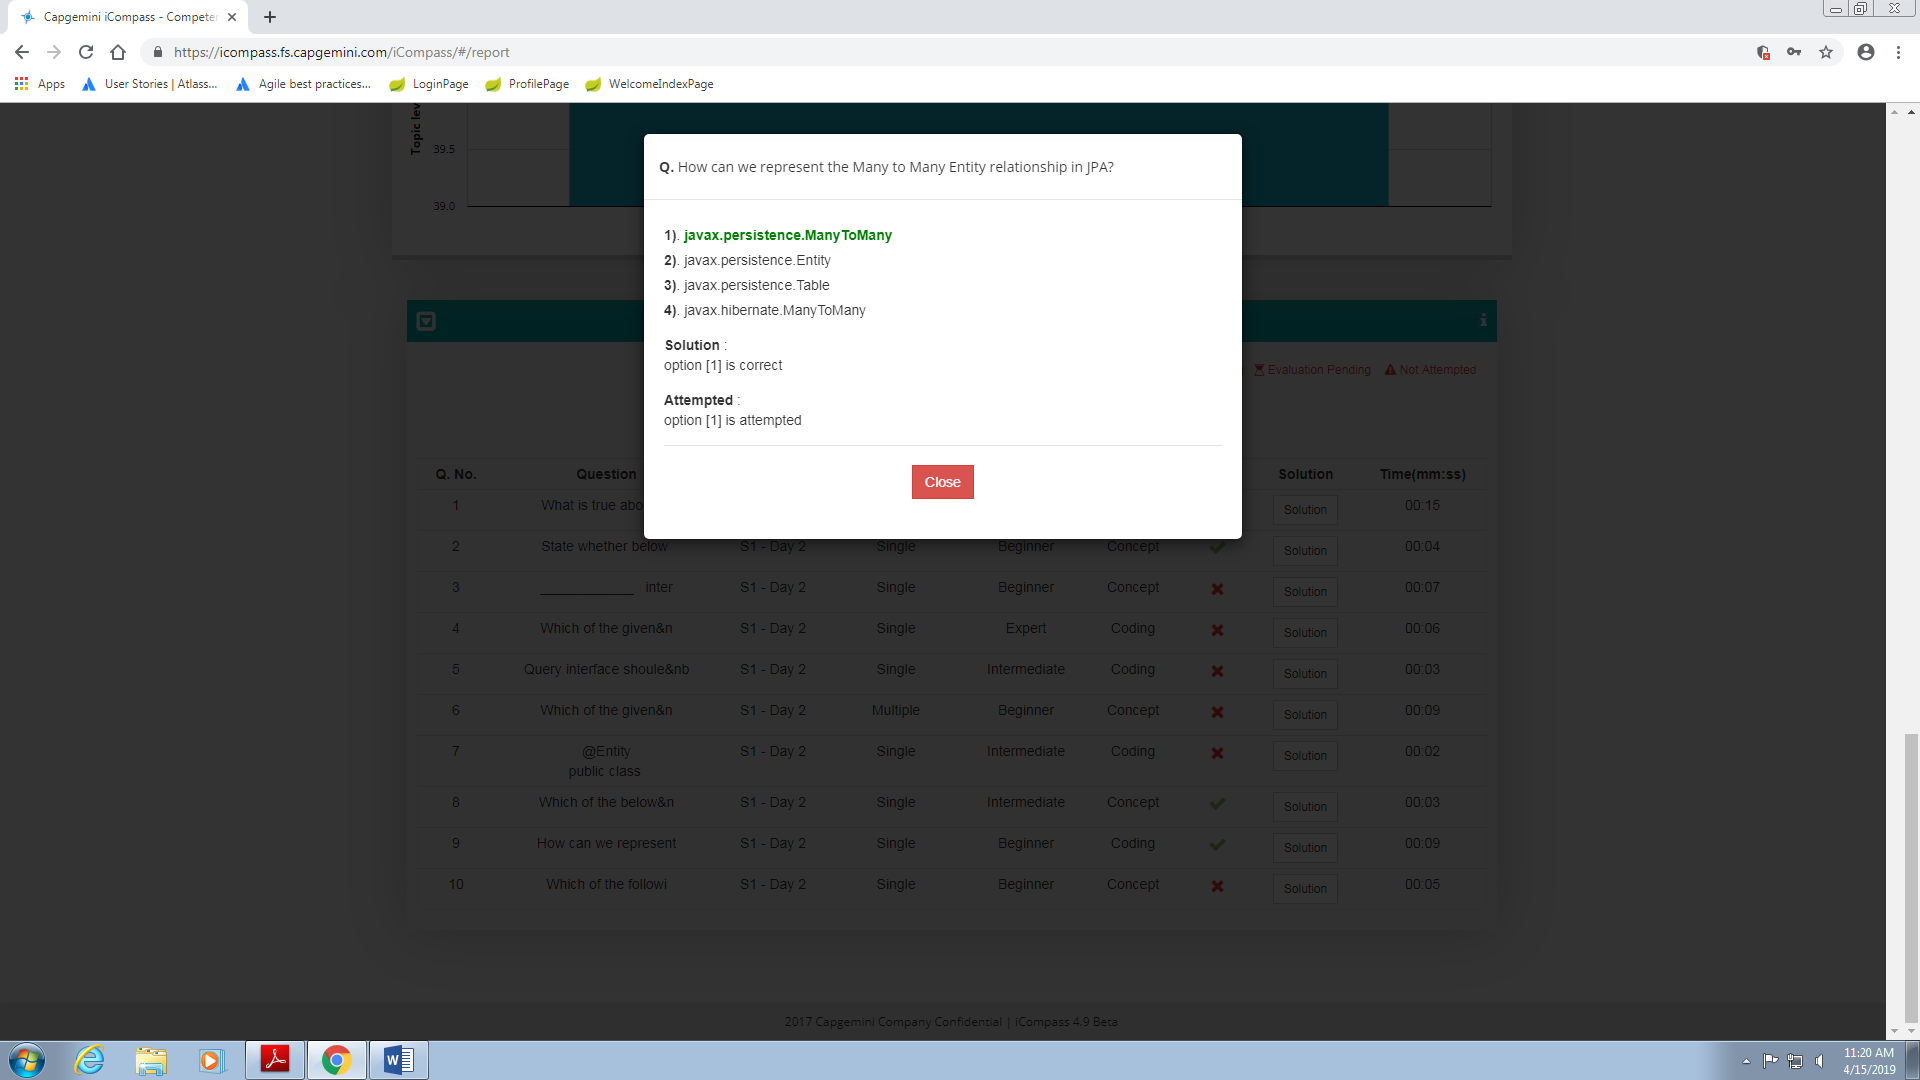 Capgemini iCompass - Competen
https://icompass.fs.capgemini.com/iCompass/#/report
Apps
User Stories | Atlass...
Agile best practices...
LoginPage
ProfilePage
WelcomeIndexPage
Topic lev
39.5
39.0
Q. How can we represent the Many to Many Entity relationship in JPA?
1). javax.persistence.ManyToMany
2). javax.persistence.Entity
3). javax.persistence.Table
4). javax.hibernate.ManyToMany
Solution :
option [1] is correct
Attempted :
option [1] is attempted
Close
Evaluation Pending Not Attempted
Q. No. Question Solution Time(mm:ss)
1 What is true abo Solution 00:15
2 State whether below S1 - Day 2 Single Beginner Concept Solution 00:04
3 ____________ inter S1 - Day 2 Single Beginner Concept Solution 00:07
4 Which of the given&n S1 - Day 2 Single Expert Coding Solution 00:06
5 Query interface shoule&nb S1 - Day 2 Single Intermediate Coding Solution 00:03
6 Which of the given&n S1 - Day 2 Multiple Beginner Concept Solution 00:09
7 @Entity S1 - Day 2 Single Intermediate Coding Solution 00:02
public class
8 Which of the below&n S1 - Day 2 Single Intermediate Concept Solution 00:03
9 How can we represent S1 - Day 2 Single Beginner Coding Solution 00:09
10 Which of the followi S1 - Day 2 Single Beginner Concept Solution 00:05
2017 Capgemini Company Confidential | iCompass 4.9 Beta
11:20 AM
4/15/2019